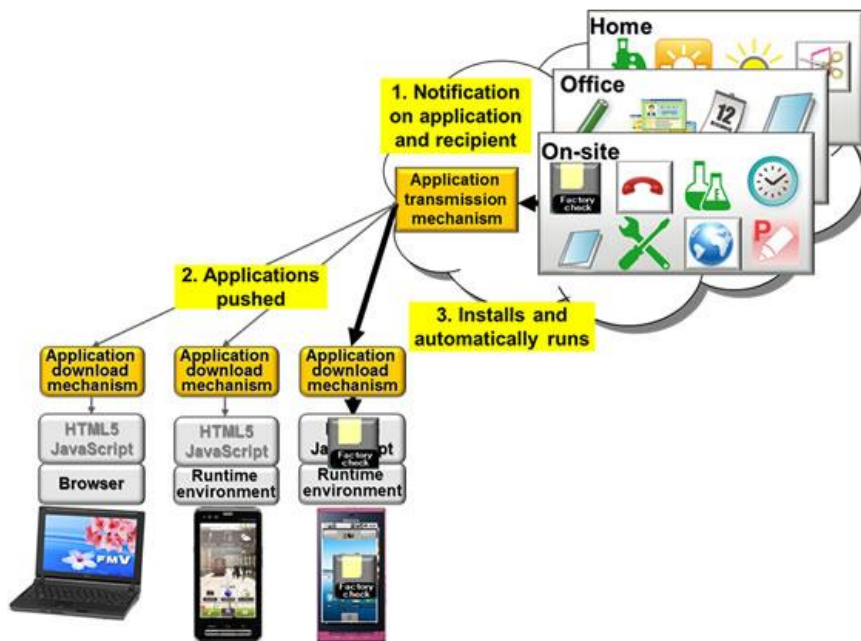 Home
Office
12
On-site
Factory
check
P
1. Notification
on application
and recipient
Application
transmission
mechanism
2. Applications
pushed
3. Installs and
automatically runs
Application
download
mechanism
HTML5
JavaScript
Browser
FMV
Application
download
mechanism
HTML5
JavaScript
Runtime
environment
Application
download
mechanism
Factory
check
Runtime
environment
Factory
check